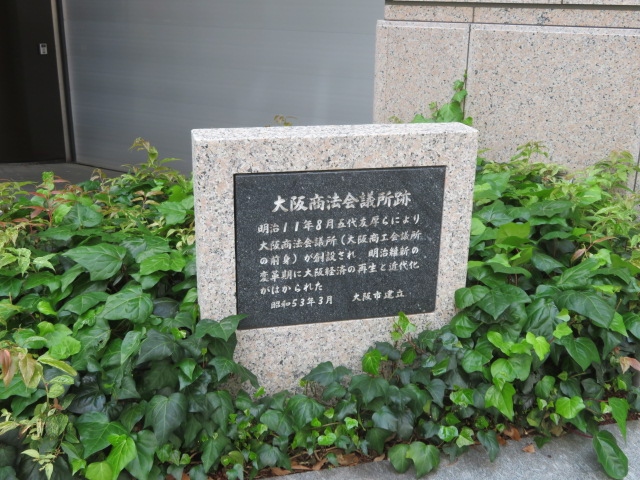 大阪商法会議所跡
明治11年8月五代友厚らにより
大阪商法会議所（大阪商工会議所
の前身）が創設され　明治維新の
変革期に大阪経済の再生と近代化
がはかられた
昭和53年3月　大阪市建立